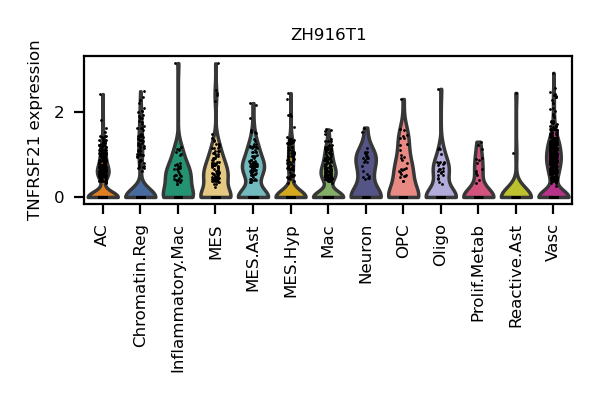 ZH916T1
TNFRSF21 expression
2
0
AC
Chromatin.Reg
Inflammatory.Mac
MES
MES.Ast
MES.Hyp
Mac
Neuron
OPC
Oligo
Prolif.Metab
Reactive.Ast
Vasc